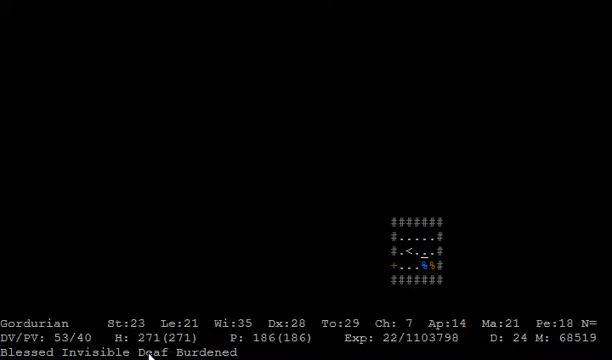 #######
#.....#
#.<...#
+...%%#
#######
Gordurian St:23 Le:21 Wi:35 Dx:28 To:29 Ch: 7 Ap:14 Ma:21 Pe:18 N=
DV/PV: 53/40 H: 271(271) P: 186(186) Exp: 22/1103798 D: 24 M: 68519
Blessed Invisible Deaf Burdened